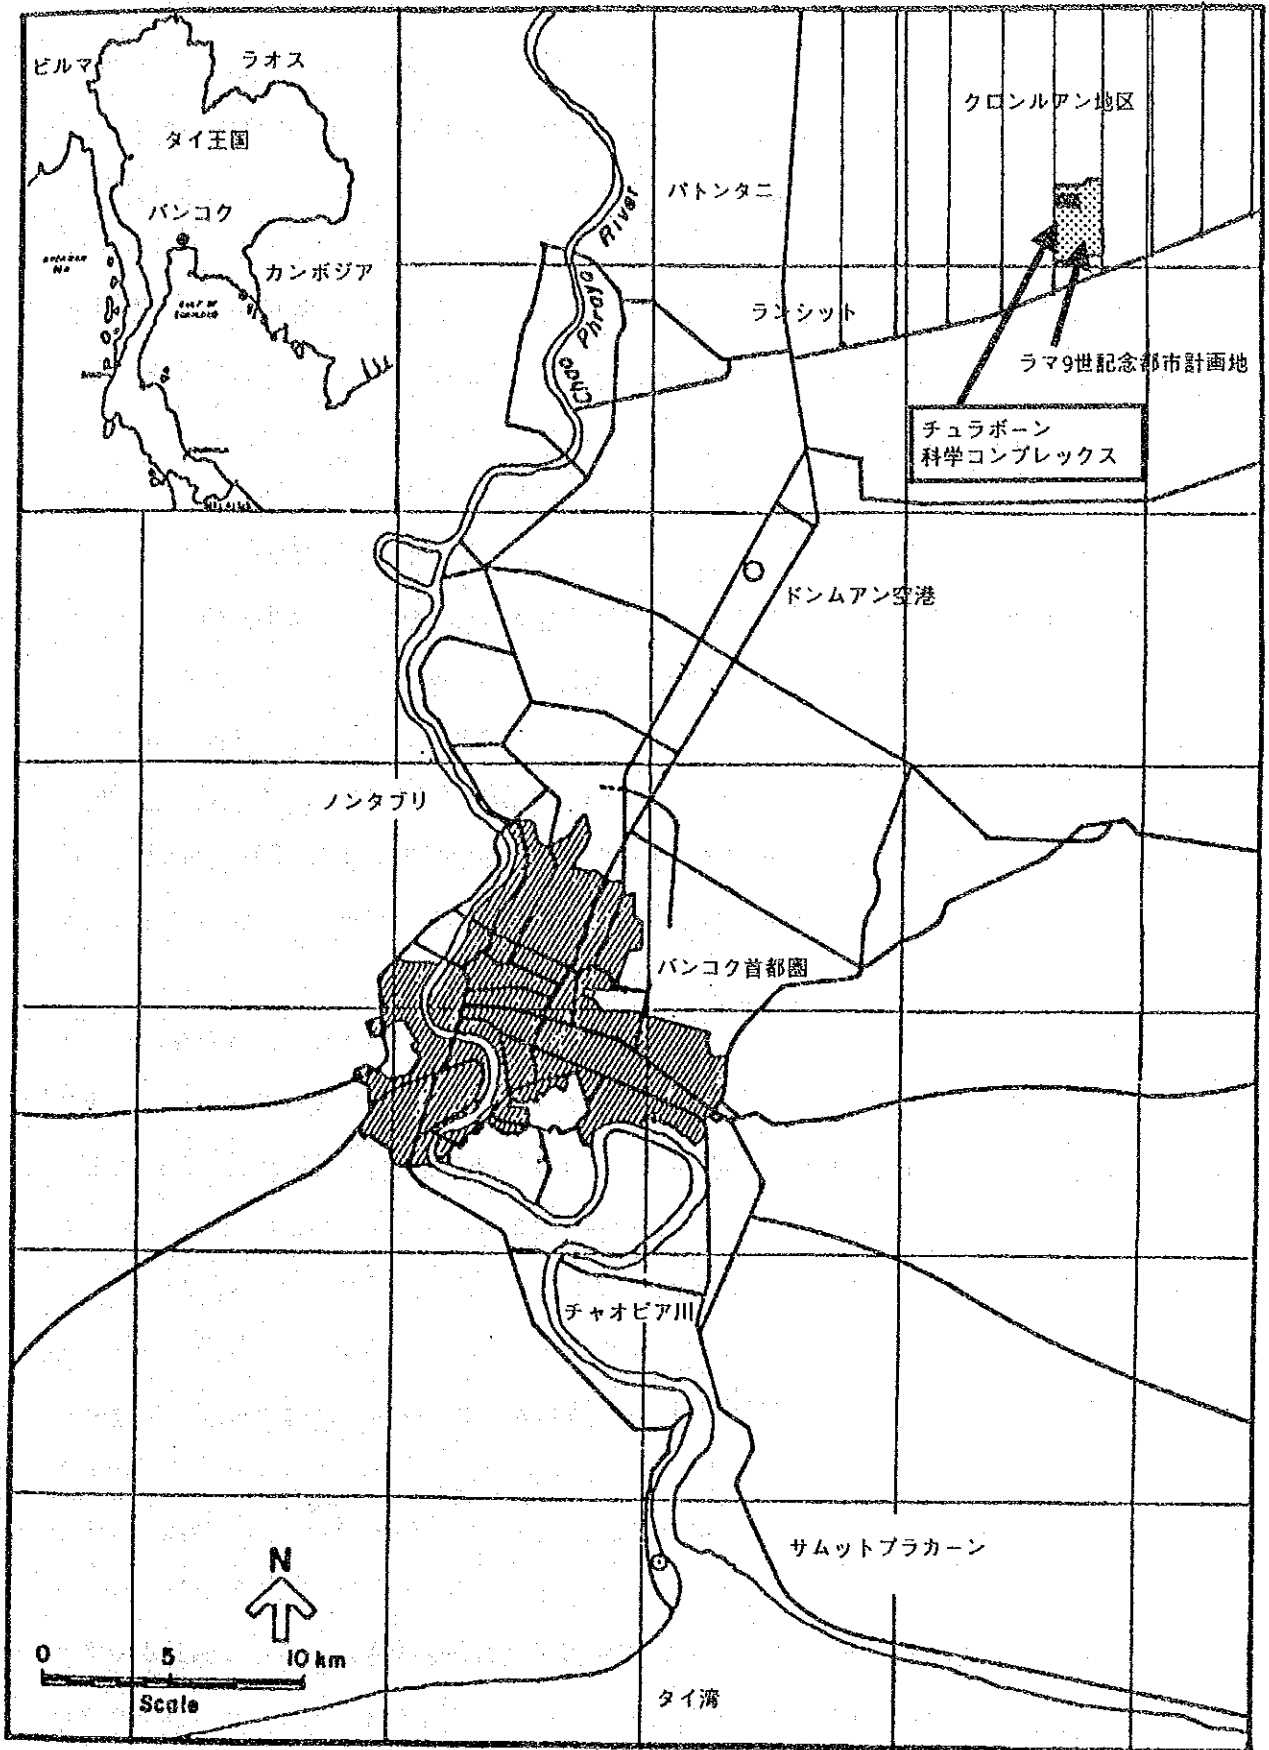 ビルマ
ラオス
タイ王国
バンコク
カンボジア
クロンルアン地区
パトンタニ
Chao Phraya River
ランシット
ラマ9世記念都市計画地
チュラボーン
科学コンプレックス
ドンムアン空港
ノンタブリ
バンコク首都圏
チャオピア川
サムットプラカーン
N
0 5 10 km
Scale
タイ湾